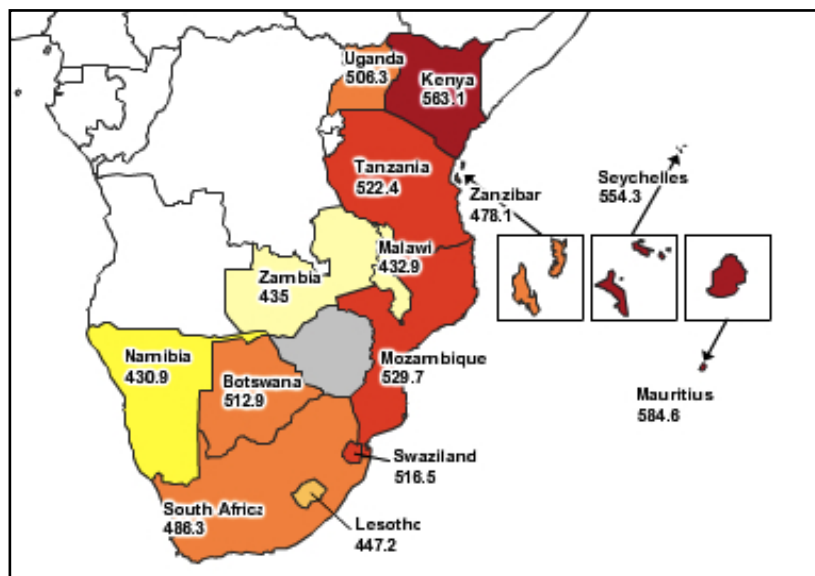 Uganda
506.3
Kenya
563.1
Tanzania
522.4
Zanzibar
478.1
Seychelles
554.3
Malawi
432.9
Zambia
435
Namibia
430.9
Botswana
512.9
Mozambique
529.7
Mauritius
584.6
Swaziland
516.5
South Africa
486.3
Lesotho
447.2